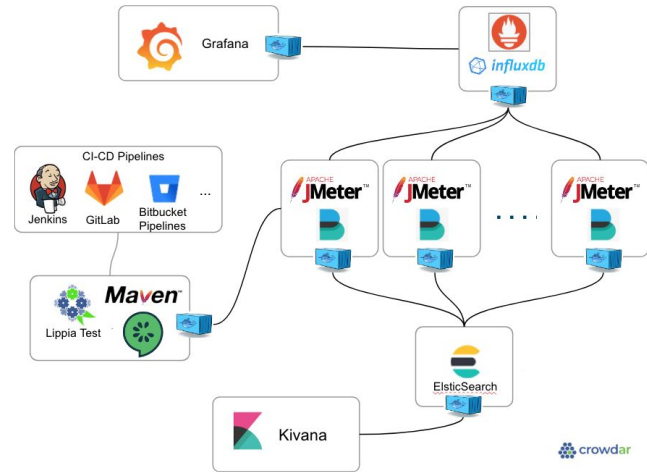 Grafana
influxdb
CI-CD Pipelines
Jenkins
GitLab
Bitbucket
Pipelines
...
APACHE
JMeter™
APACHE
JMeter™
APACHE
JMeter™
Maven™
Lippia Test
ElsticSearch
Kivana
crowdar